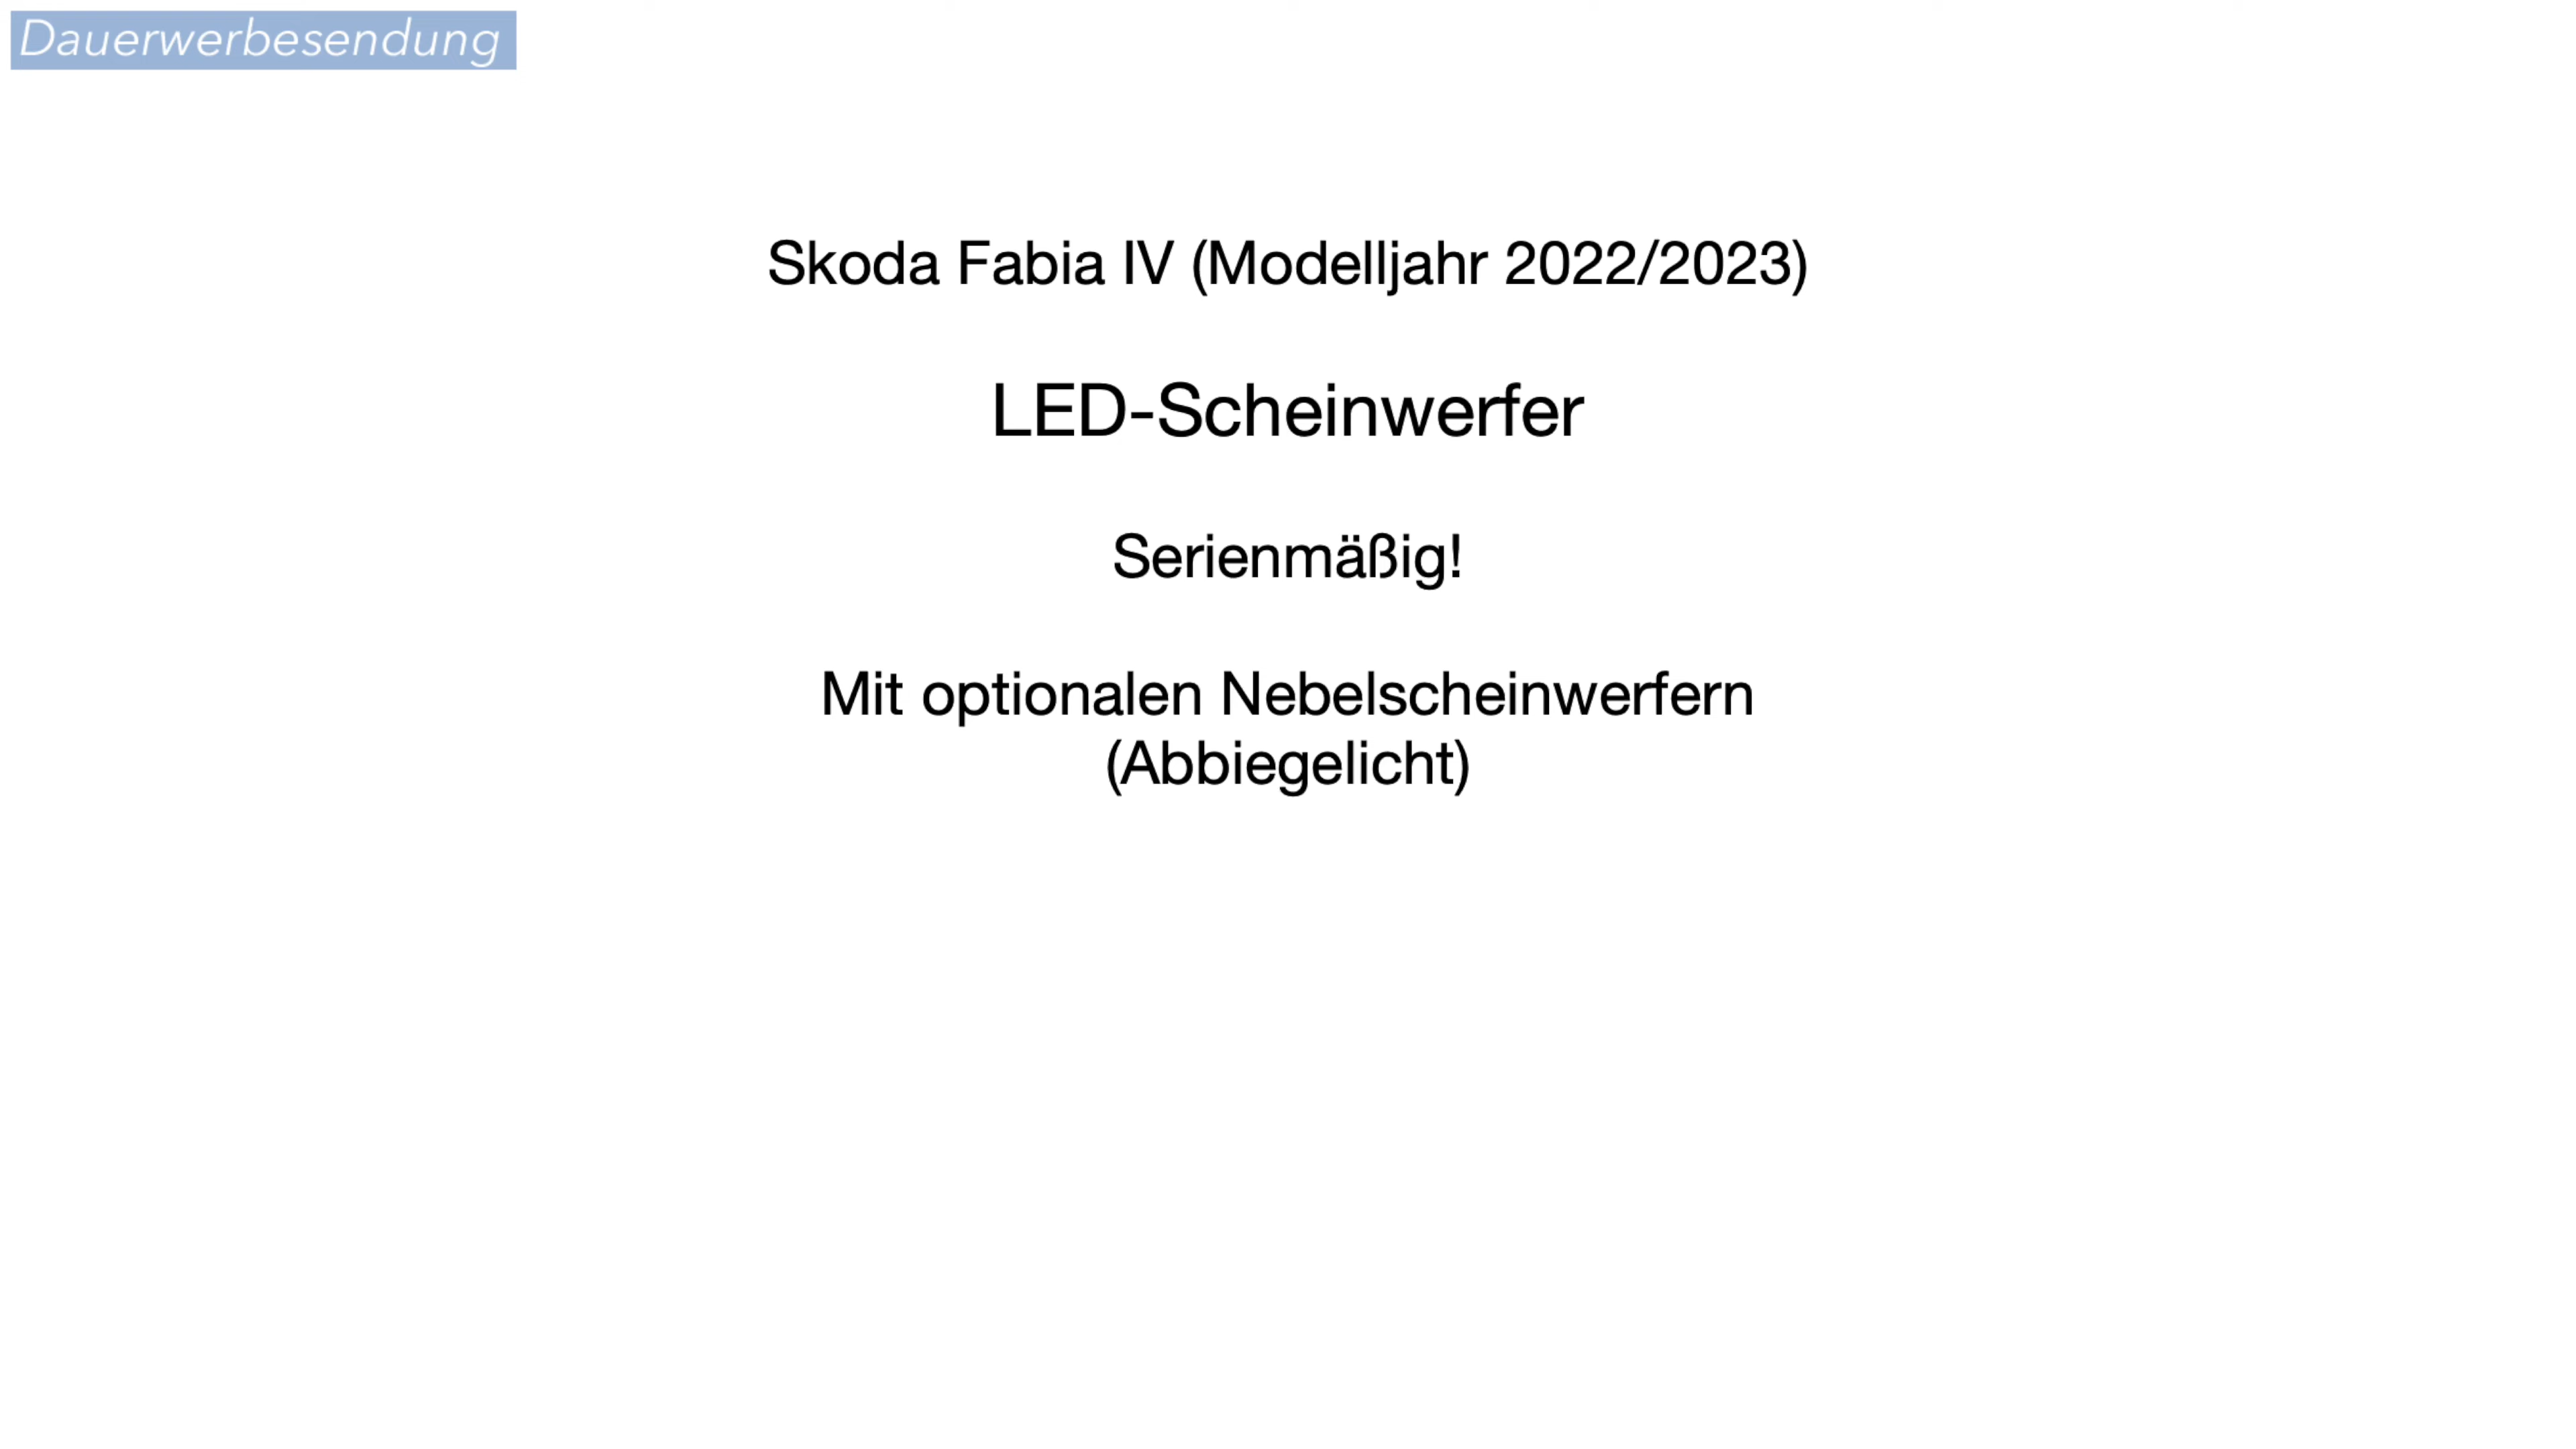 Dauerwerbesendung
Skoda Fabia IV (Modelljahr 2022/2023)
LED-Scheinwerfer
Serienmäßig!
Mit optionalen Nebelscheinwerfern
(Abbiegelicht)